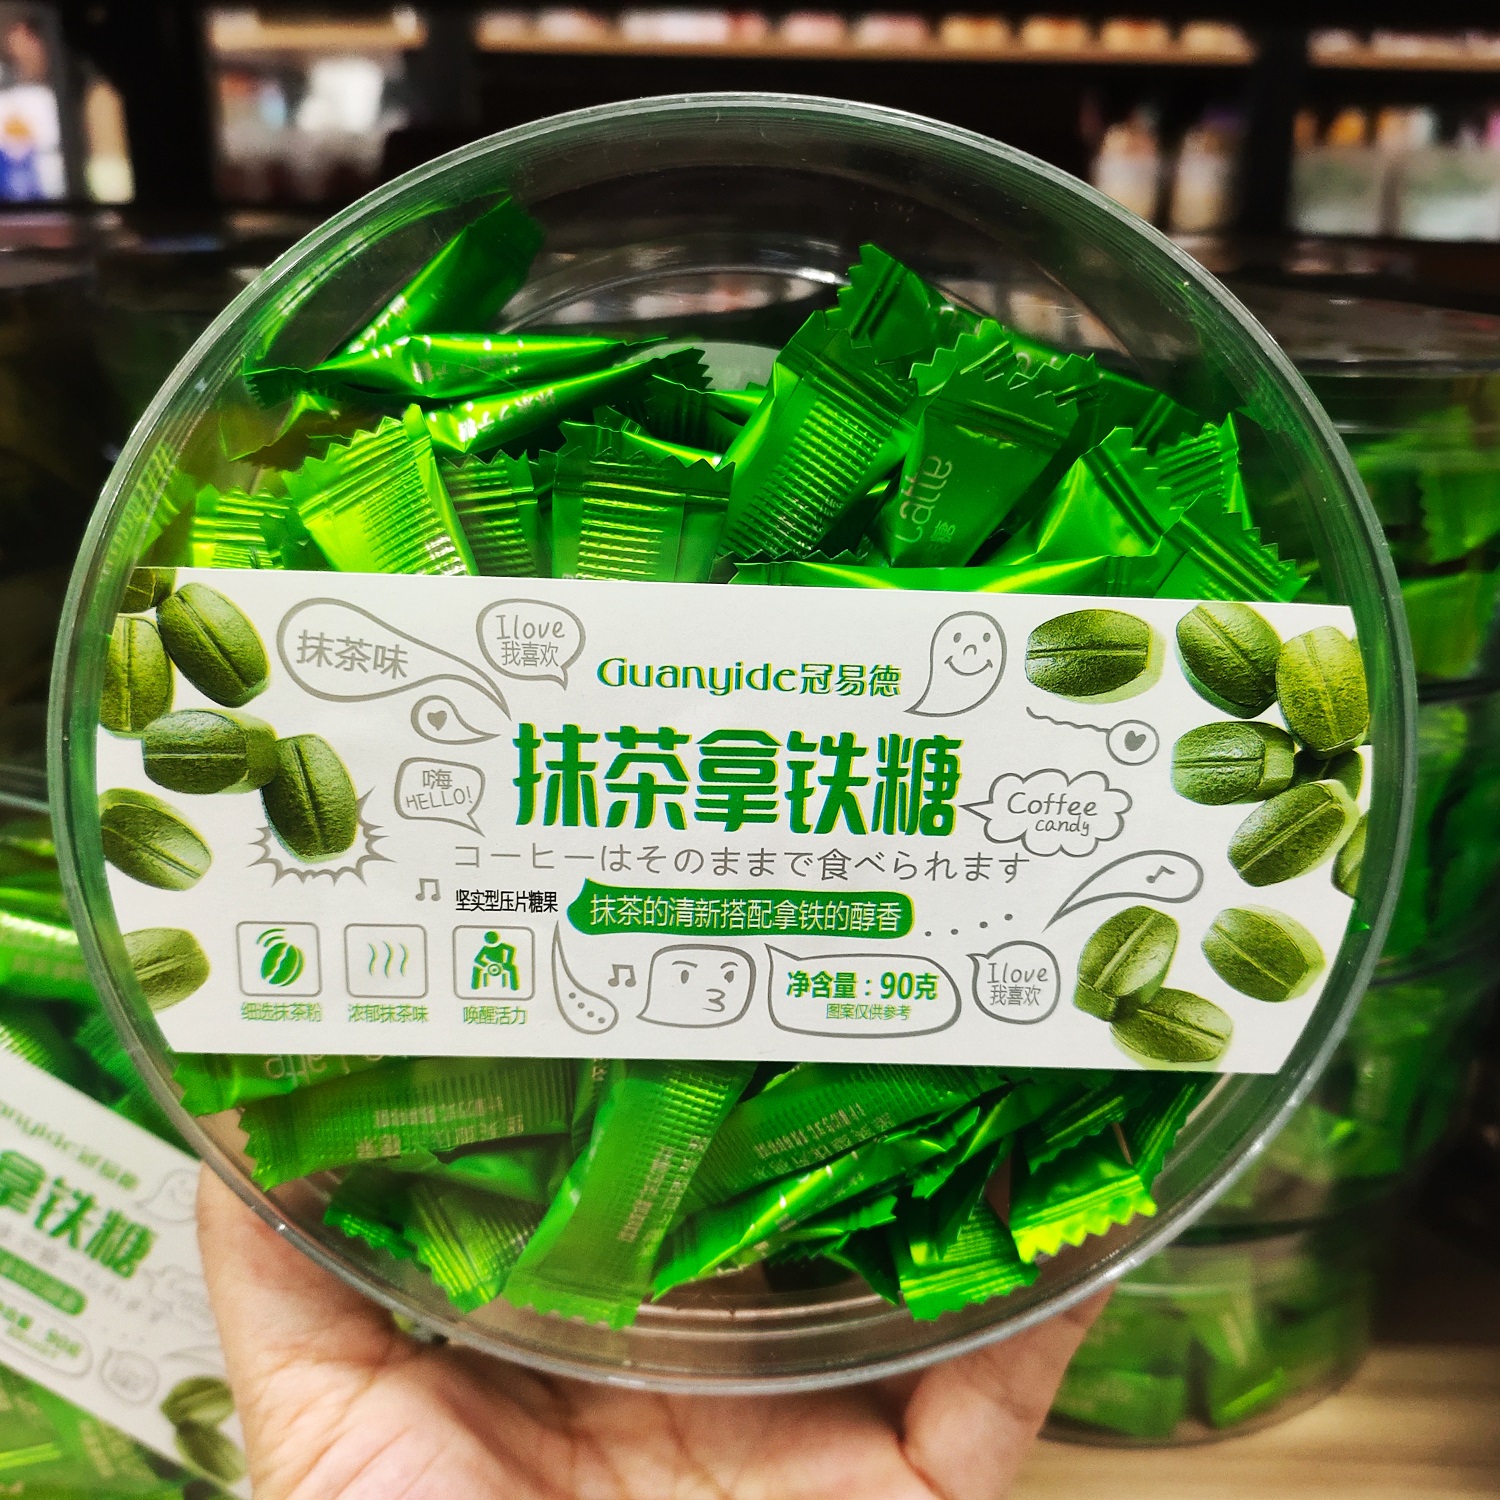 抹茶味
I love
我喜欢
Guanyide冠易德
嗨
HELLO!
抹茶拿铁糖
Coffee
candy
コーヒーはそのままで食べられます
坚实型压片糖果
抹茶的清新搭配拿铁的醇香
细选抹茶粉
浓郁抹茶味
唤醒活力
净含量：90克
图案仅供参考
I love
我喜欢
Latte
拿铁糖